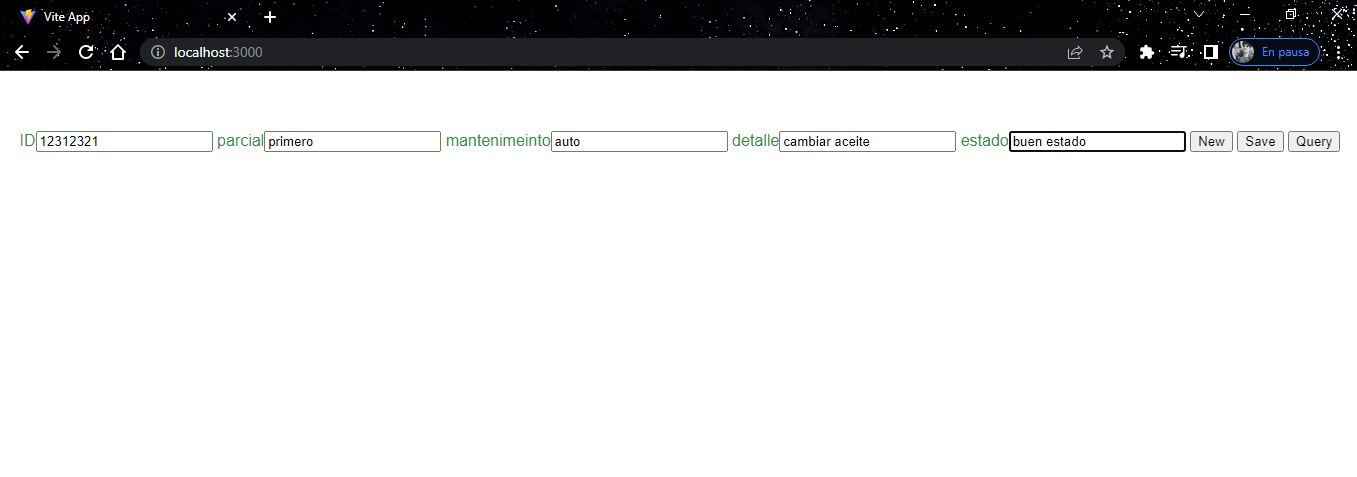 Vite App
localhost:3000
En pausa
ID 12312321 parcial primero mantenimeinto auto detalle cambiar aceite estado buen estado New Save Query